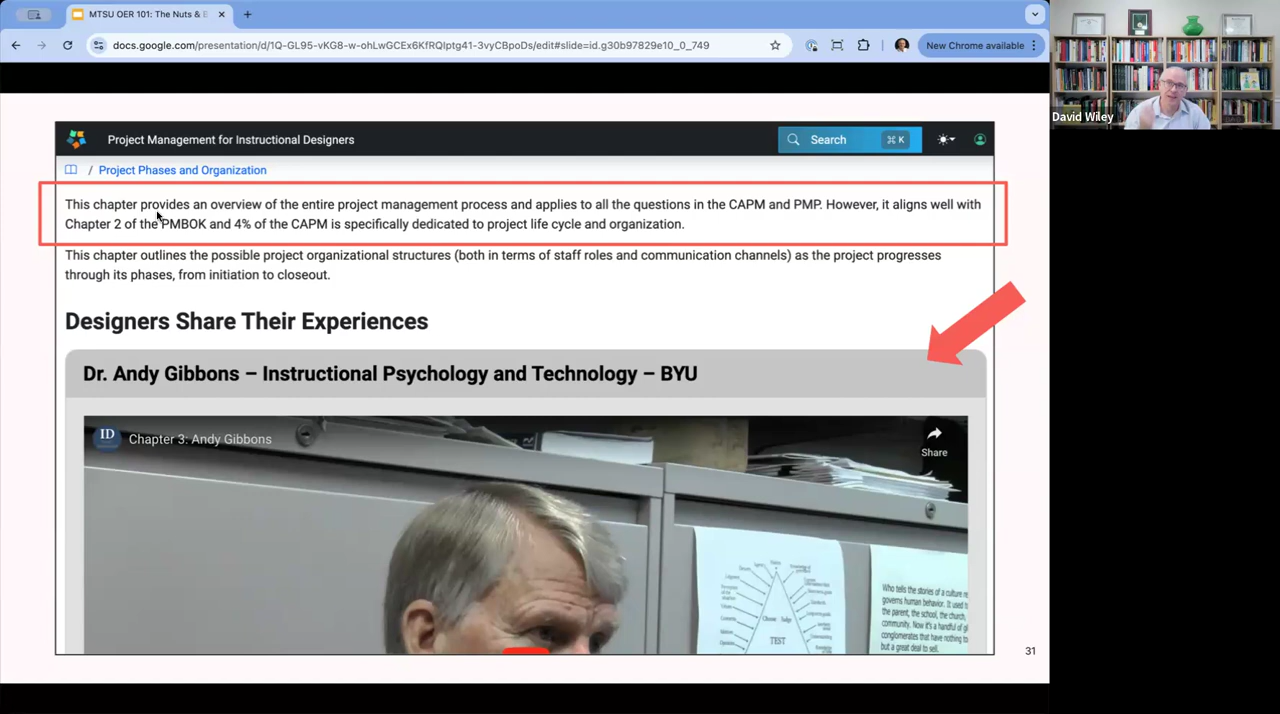 MTSU OER 101: The Nuts & B
docs.google.com/presentation/d/1Q-GL95-vKG8-w-ohLwGCEx6KfRQlptg41-3vyCBpoDs/edit#slide=id.g30b97829e10_0_749
New Chrome available
David Wiley
Project Management for Instructional Designers
Search
⌘ K
/ Project Phases and Organization
This chapter provides an overview of the entire project management process and applies to all the questions in the CAPM and PMP. However, it aligns well with
Chapter 2 of the PMBOK and 4% of the CAPM is specifically dedicated to project life cycle and organization.
This chapter outlines the possible project organizational structures (both in terms of staff roles and communication channels) as the project progresses
through its phases, from initiation to closeout.
Designers Share Their Experiences
Dr. Andy Gibbons – Instructional Psychology and Technology – BYU
ID
Chapter 3: Andy Gibbons
Share
TEST
Who tells the stories of a culture re
governs human behavior. It used t
the parent, the school, the church,
community. Now it's a handful of gl
conglomerates that have nothing to
but a great deal to sell.
31